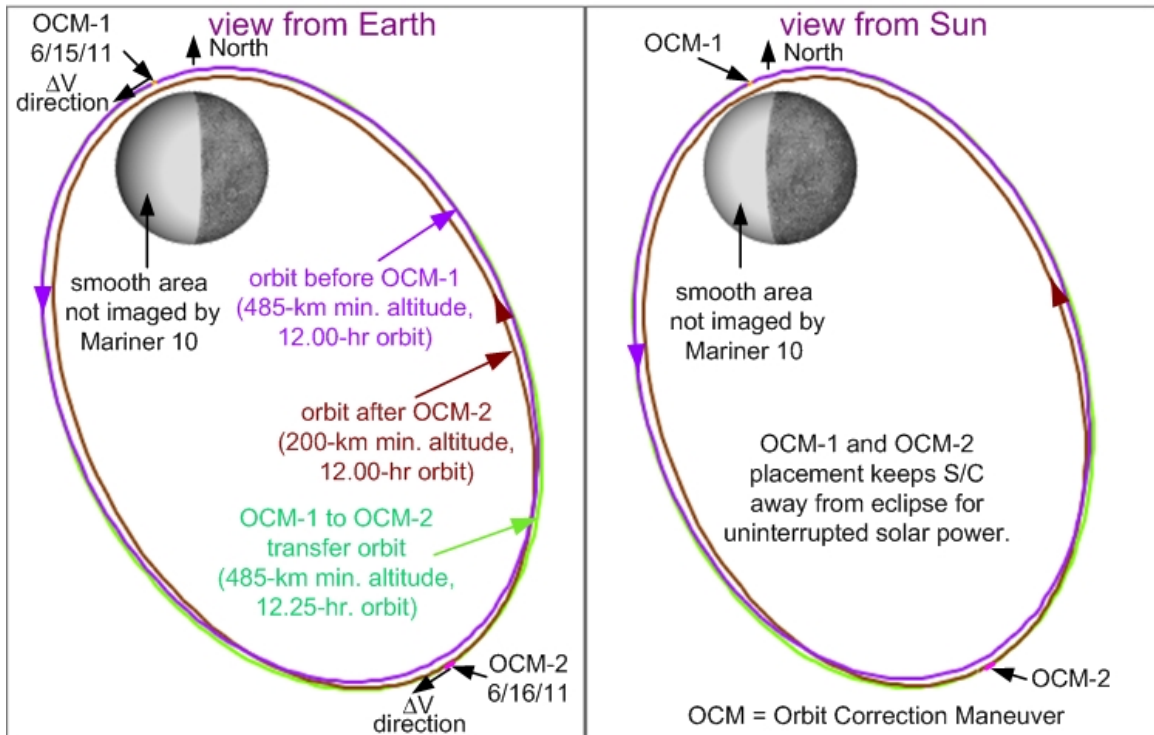 view from Earth
OCM-1
6/15/11
ΔV
direction
North
smooth area
not imaged by
Mariner 10
orbit before OCM-1
(485-km min. altitude,
12.00-hr orbit)
orbit after OCM-2
(200-km min. altitude,
12.00-hr orbit)
OCM-1 to OCM-2
transfer orbit
(485-km min. altitude,
12.25-hr. orbit)
OCM-2
6/16/11
ΔV
direction
view from Sun
OCM-1
North
smooth area
not imaged by
Mariner 10
OCM-1 and OCM-2
placement keeps S/C
away from eclipse for
uninterrupted solar power.
OCM-2
OCM = Orbit Correction Maneuver